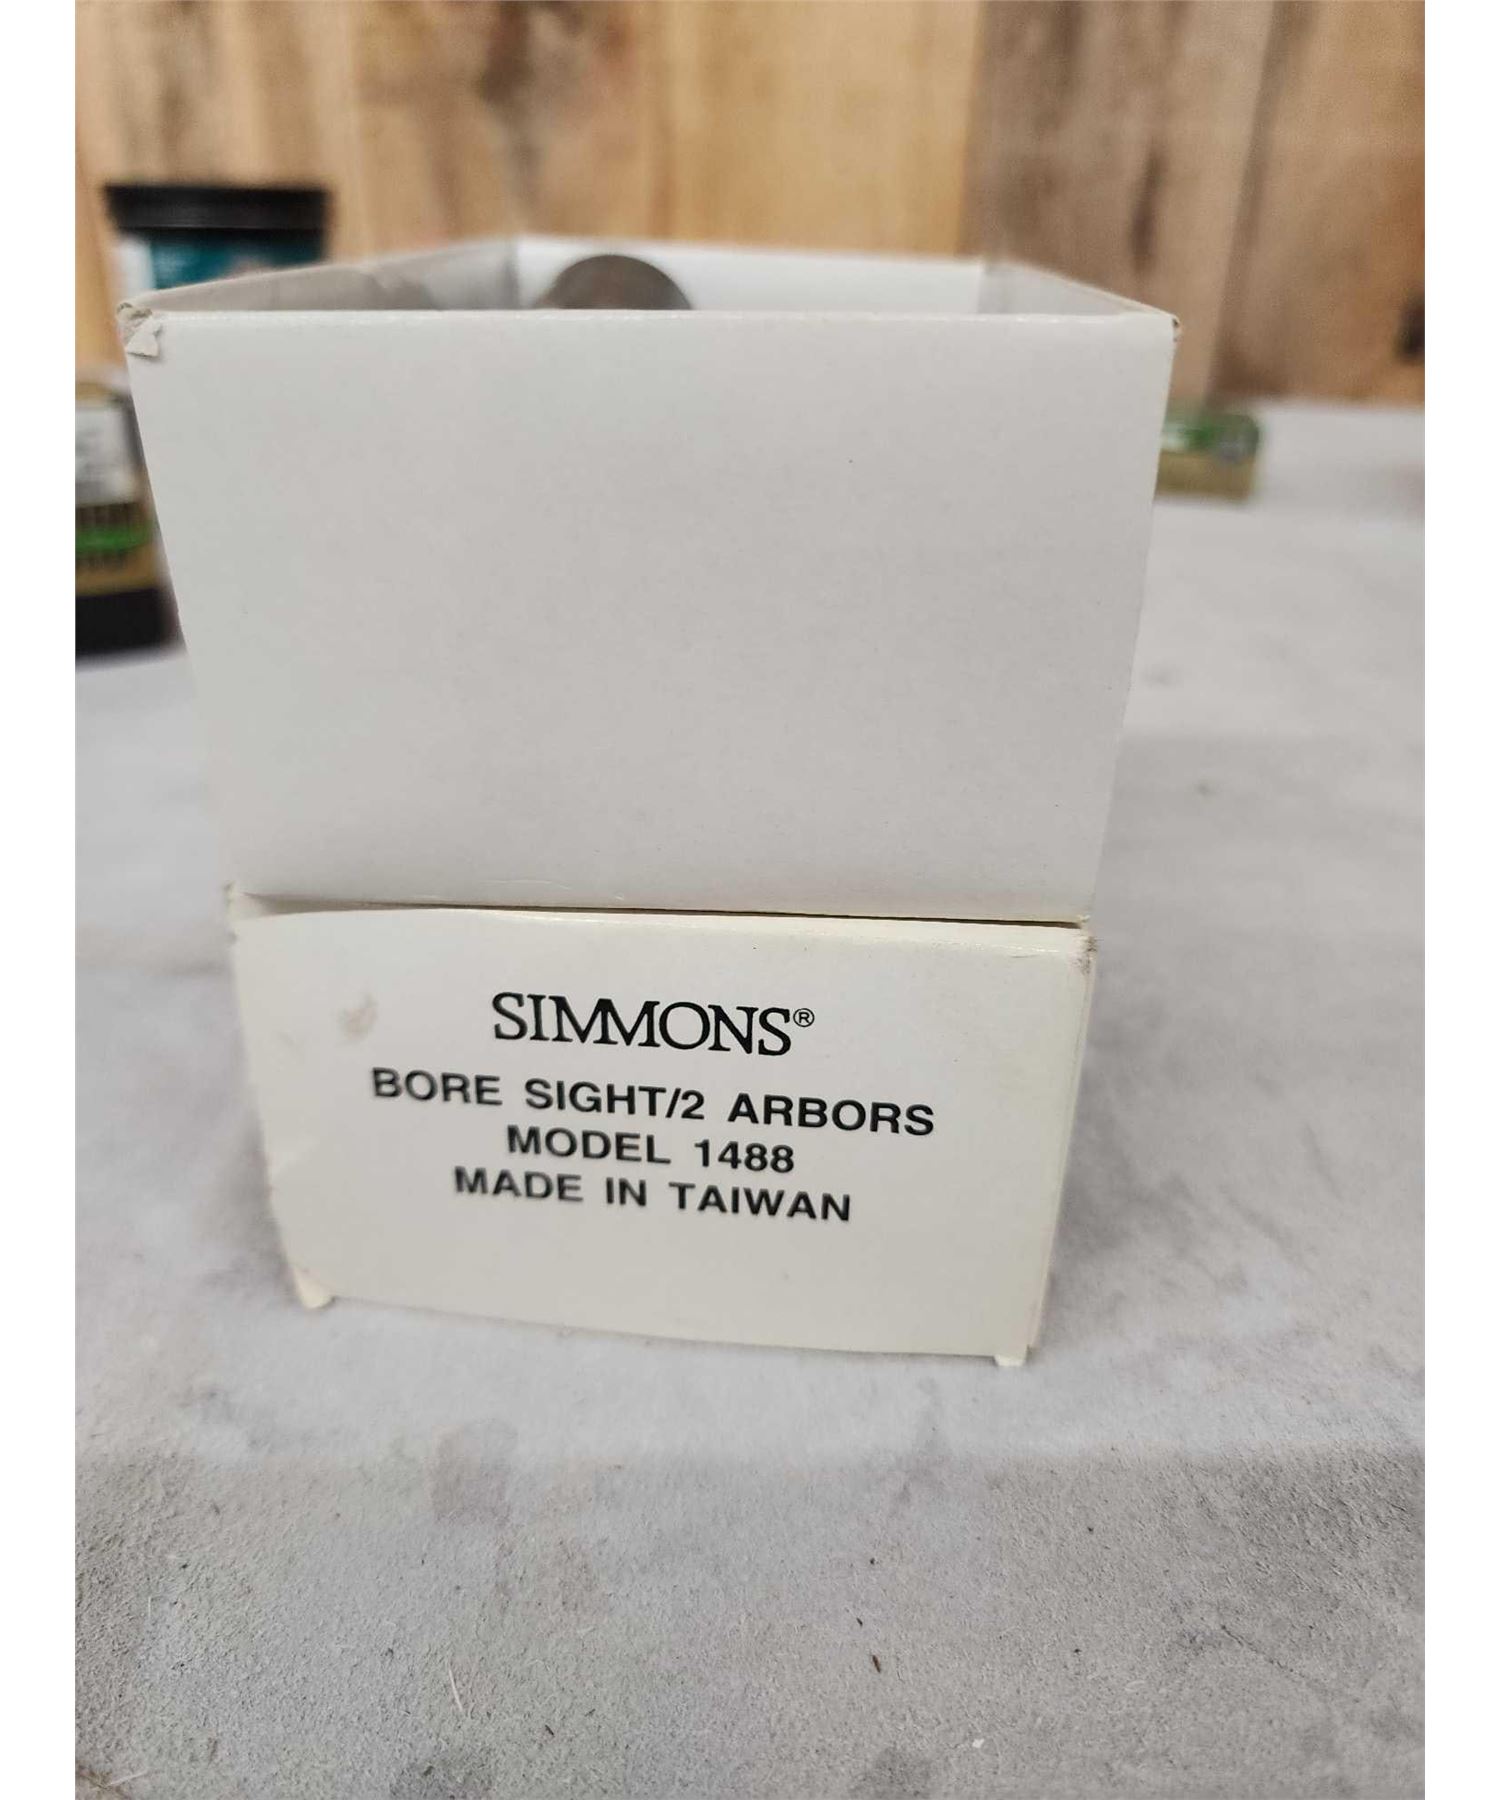 SIMMONS®
BORE SIGHT/2 ARBORS
MODEL 1488
MADE IN TAIWAN